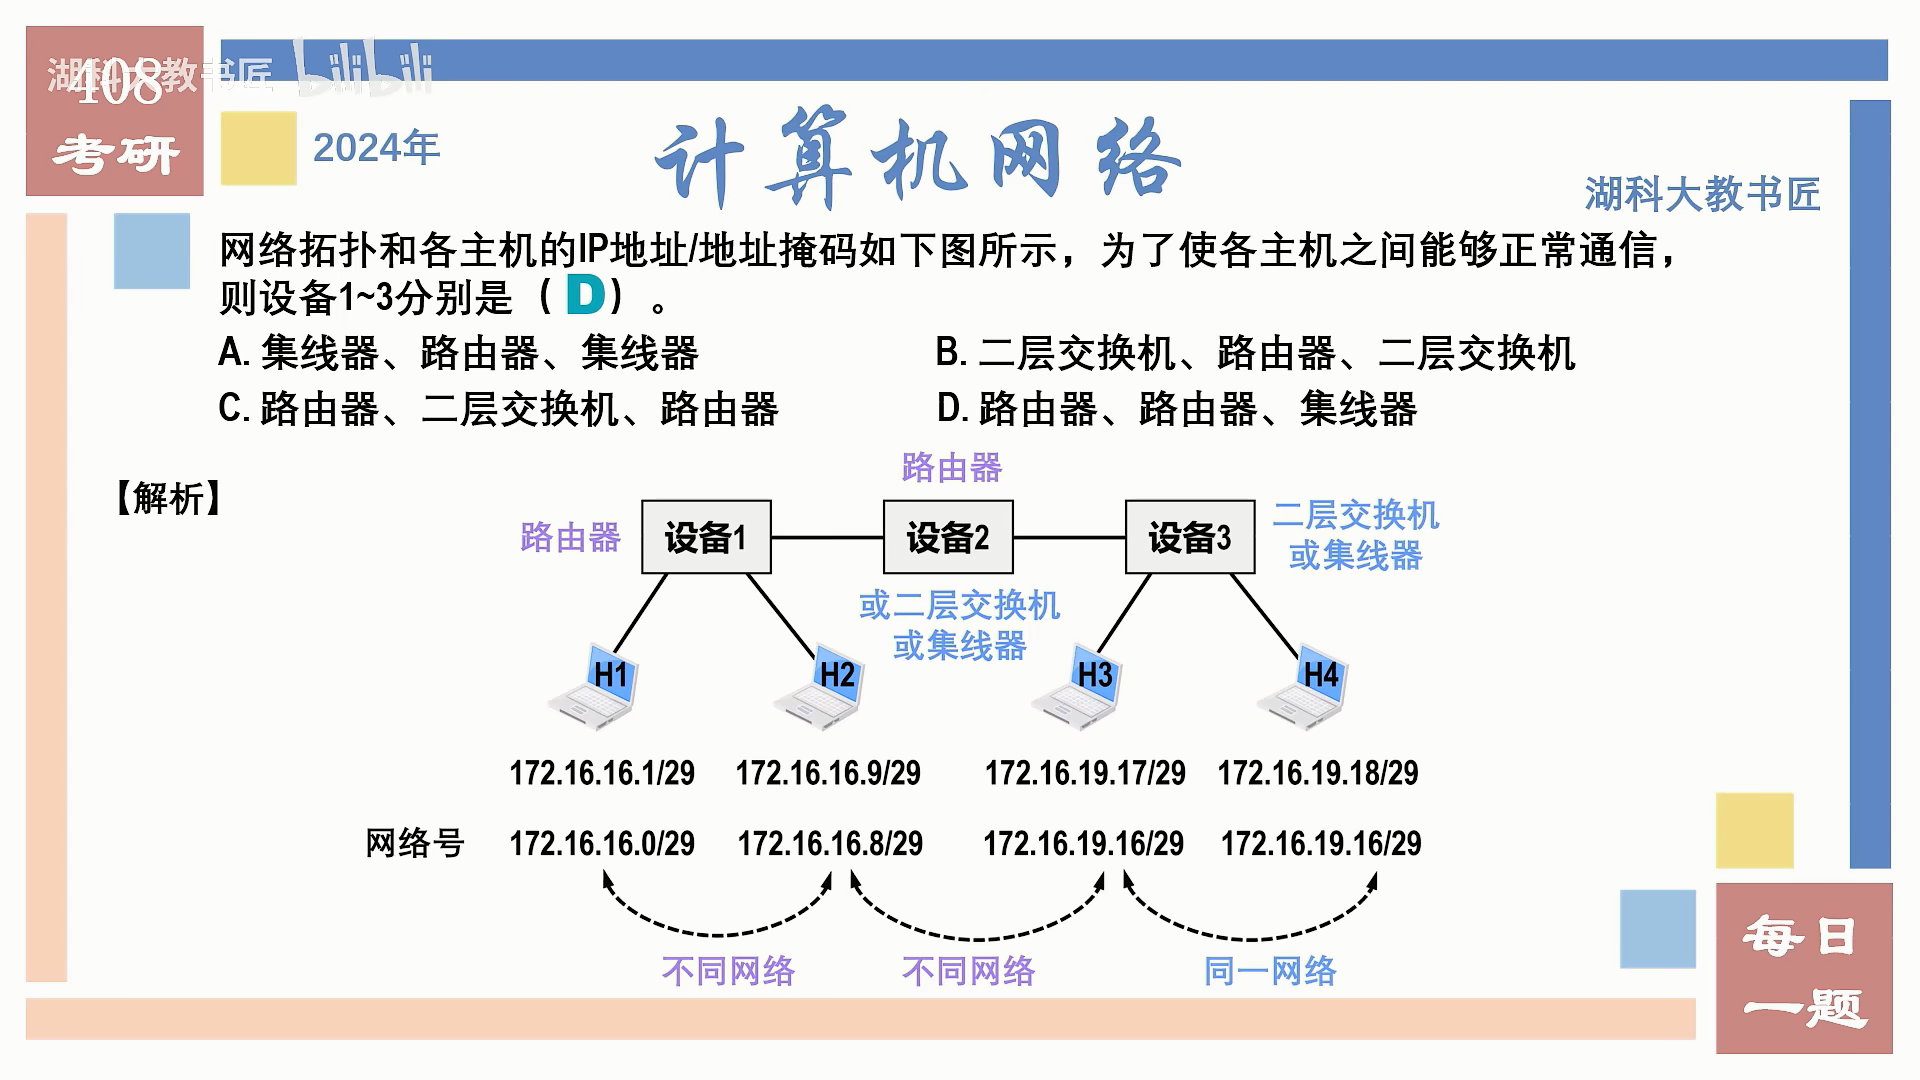 湖科大教书匠 bilibili
408
考研
2024年
计算机网络
湖科大教书匠
网络拓扑和各主机的IP地址/地址掩码如下图所示，为了使各主机之间能够正常通信，
则设备1~3分别是（ D ）。
A. 集线器、路由器、集线器
B. 二层交换机、路由器、二层交换机
C. 路由器、二层交换机、路由器
D. 路由器、路由器、集线器
【解析】
路由器
路由器
设备1
设备2
设备3
二层交换机
或集线器
或二层交换机
或集线器
H1
H2
H3
H4
172.16.16.1/29
172.16.16.9/29
172.16.19.17/29
172.16.19.18/29
网络号
172.16.16.0/29
172.16.16.8/29
172.16.19.16/29
172.16.19.16/29
不同网络
不同网络
同一网络
每日
一题